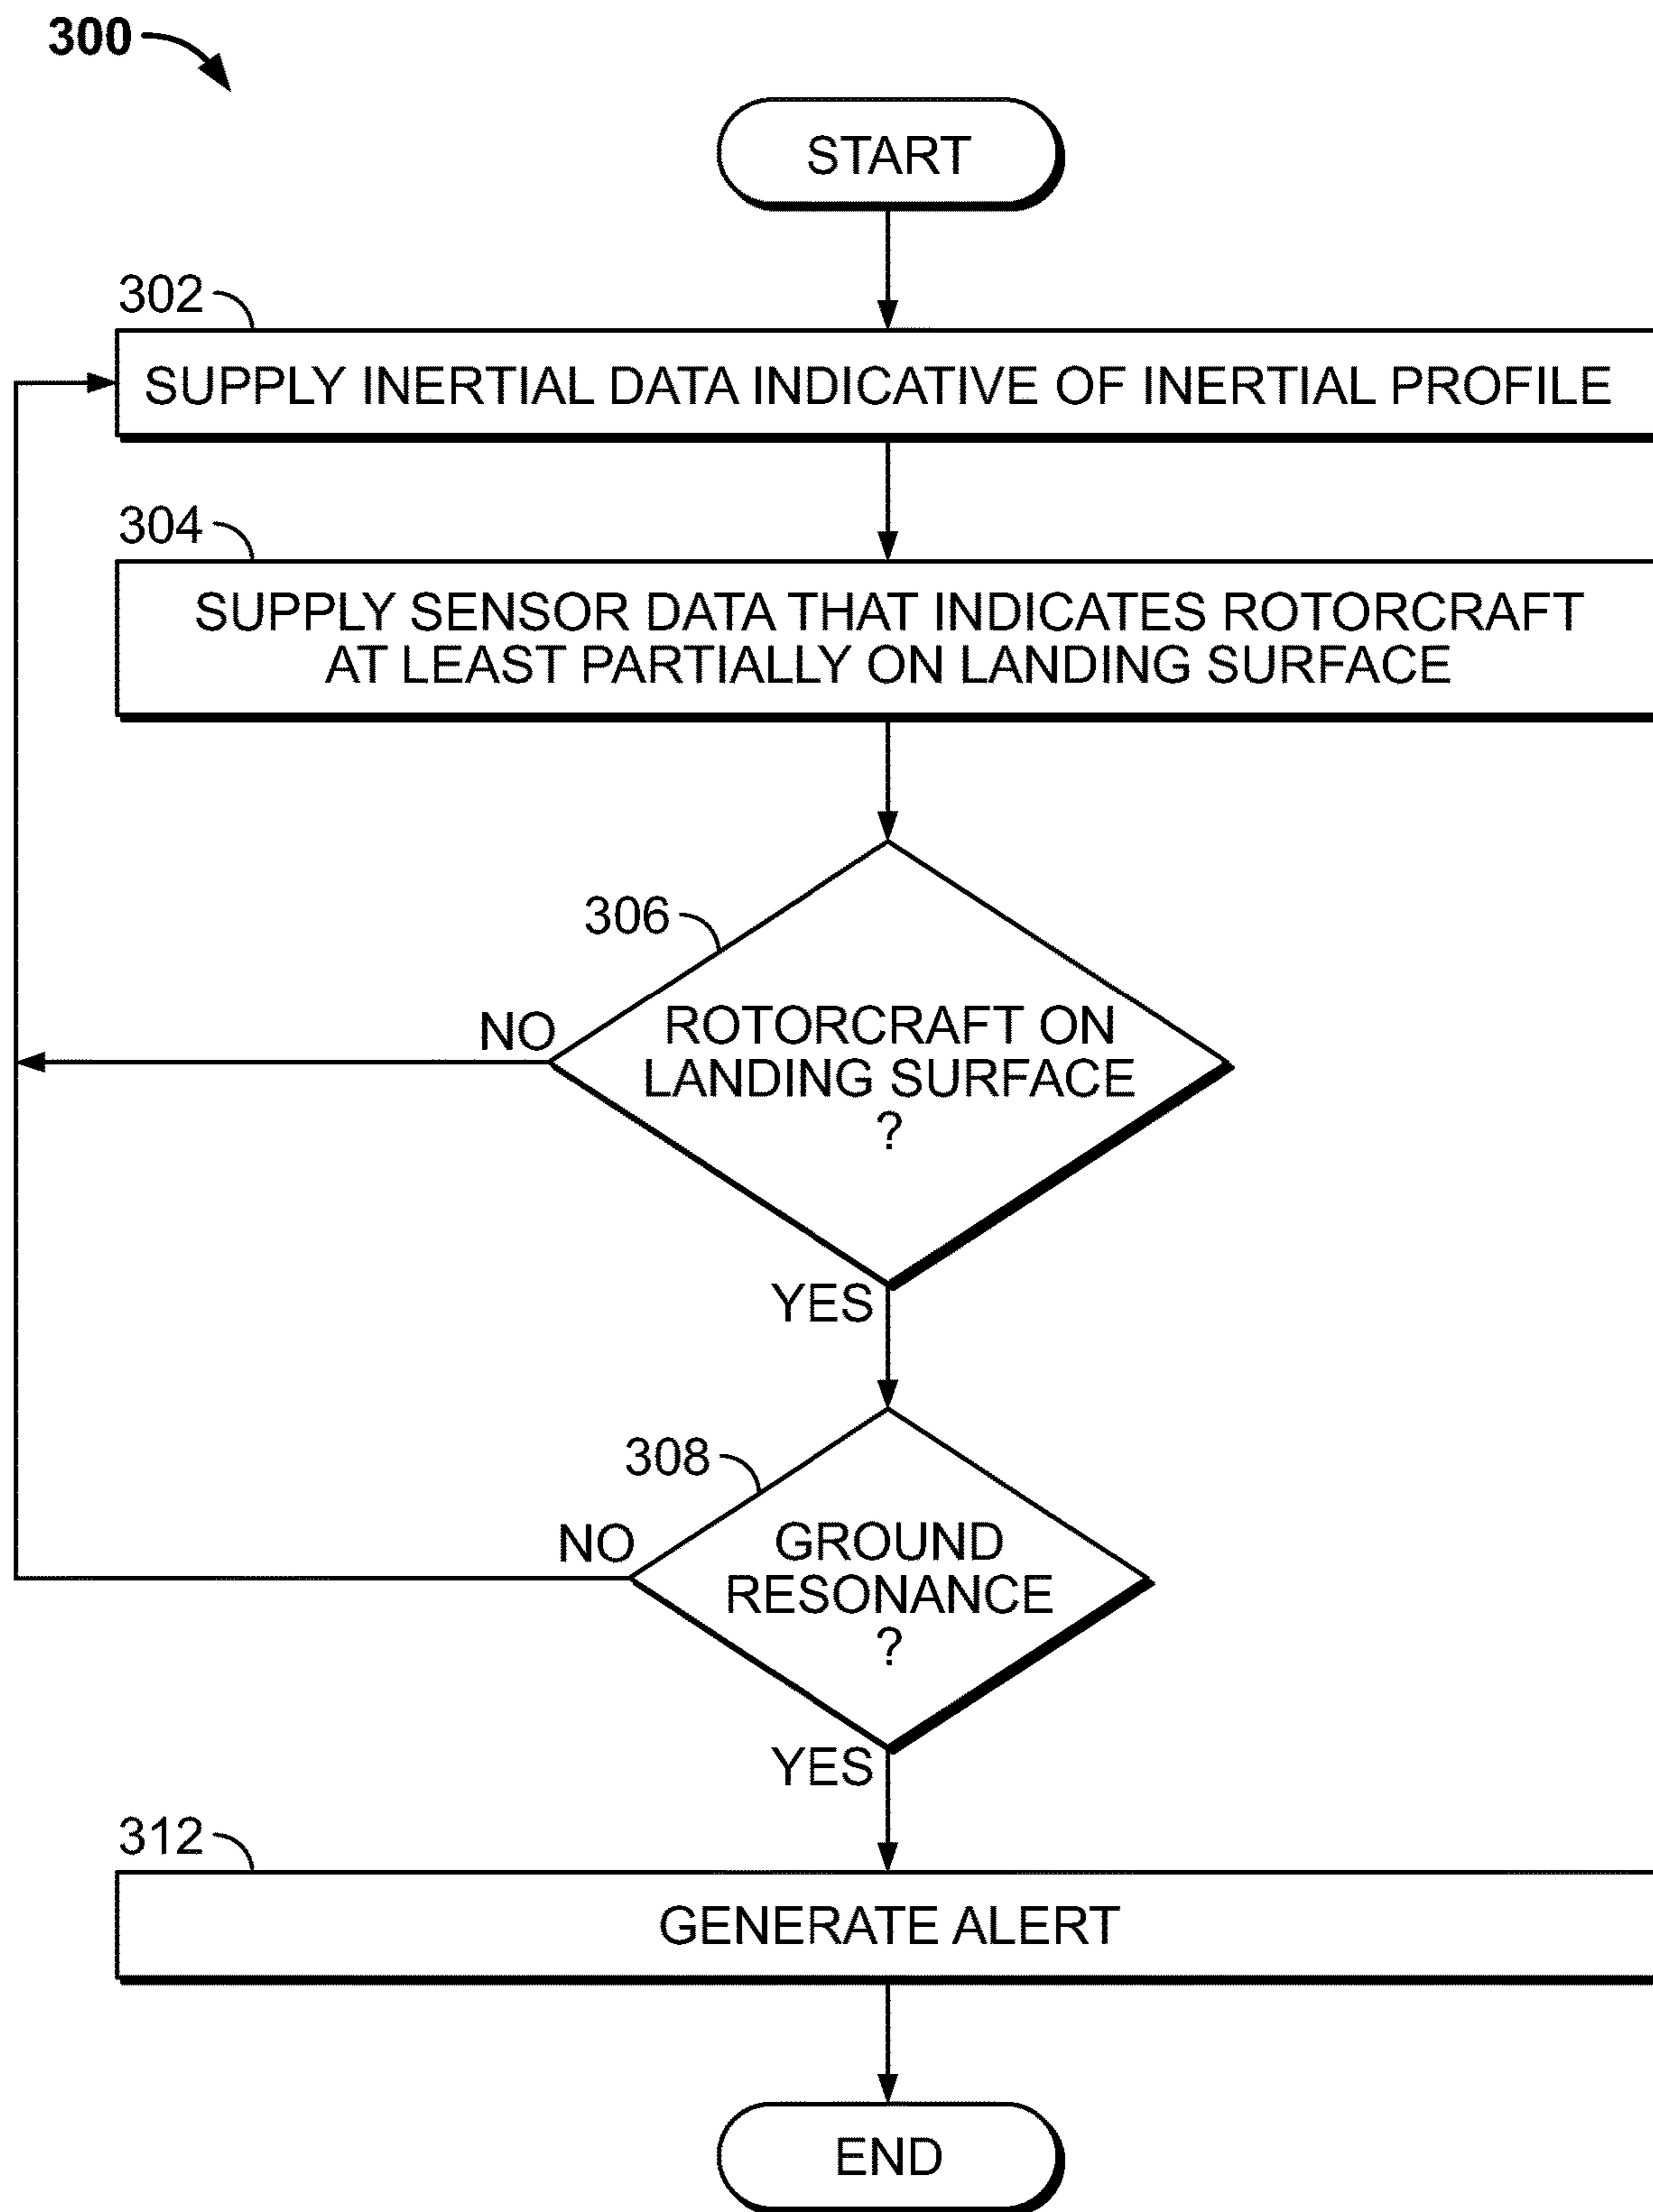 300
START
302
SUPPLY INERTIAL DATA INDICATIVE OF INERTIAL PROFILE
304
SUPPLY SENSOR DATA THAT INDICATES ROTORCRAFT
AT LEAST PARTIALLY ON LANDING SURFACE
306
NO
ROTORCRAFT ON
LANDING SURFACE
?
YES
308
NO
GROUND
RESONANCE
?
YES
312
GENERATE ALERT
END